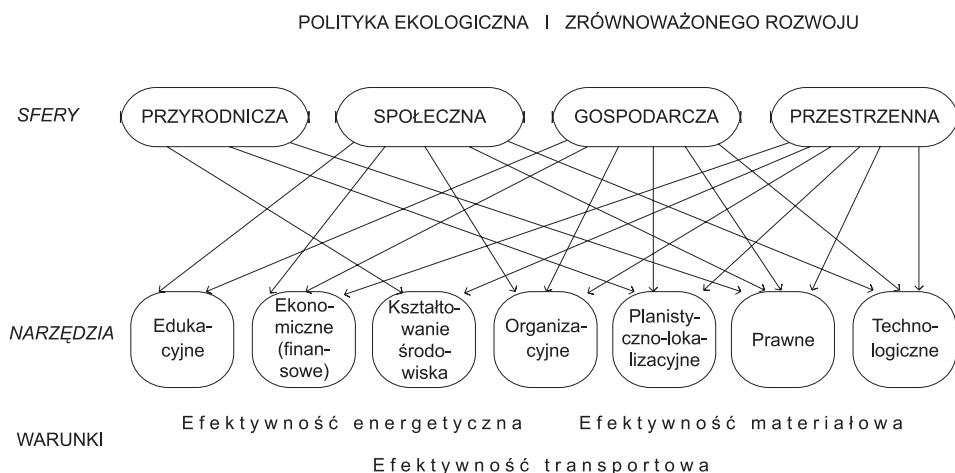 POLITYKA EKOLOGICZNA I ZRÓWNOWAŻONEGO ROZWOJU
SFERY
PRZYRODNICZA
SPOŁECZNA
GOSPODARCZA
PRZESTRZENNA
NARZĘDZIA
Eduka-
cyjne
Ekono-
miczne
(finan-
sowe)
Kształto-
wanie
środo-
wiska
Organiza-
cyjne
Planisty-
czno-loka-
lizacyjne
Prawne
Techno-
logiczne
WARUNKI
Efektywność energetyczna
Efektywność materiałowa
Efektywność transportowa